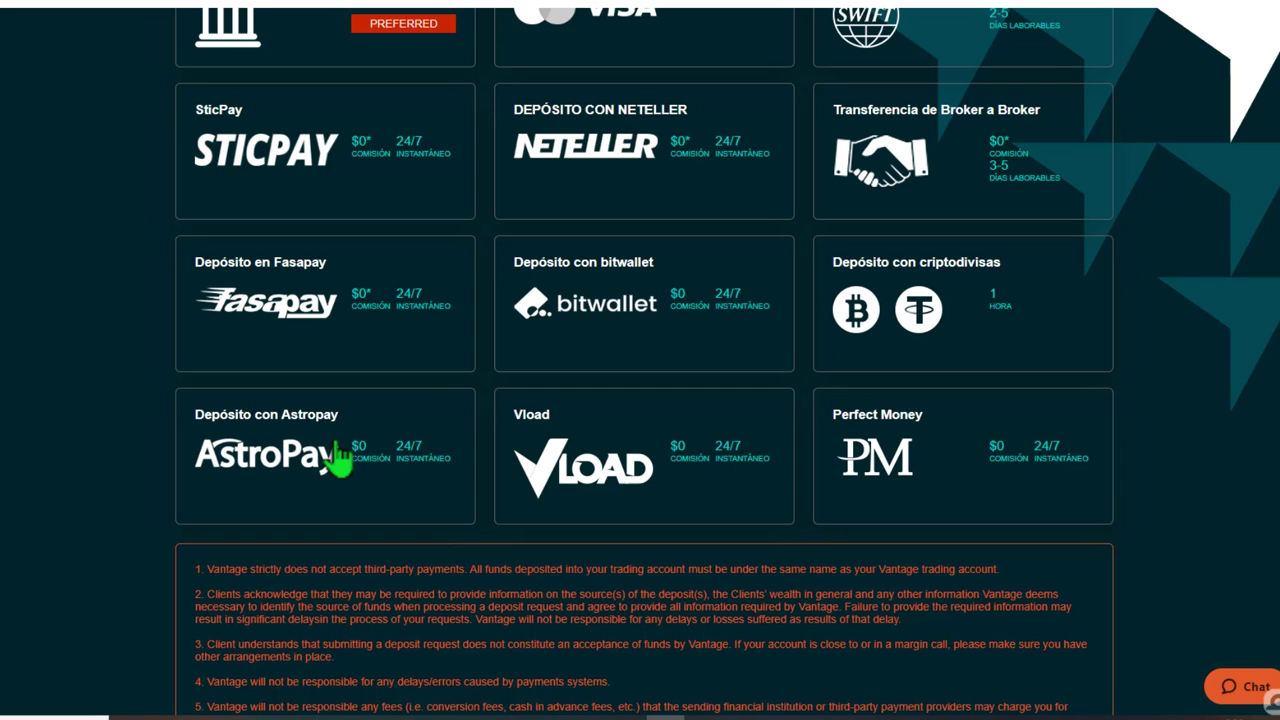 PREFERRED
VISA
SWIFT
2-5
DÍAS LABORABLES
SticPay
STICPAY
$0*
COMISIÓN
24/7
INSTANTÁNEO
DEPÓSITO CON NETELLER
NETELLER
$0*
COMISIÓN
24/7
INSTANTÁNEO
Transferencia de Broker a Broker
$0*
COMISIÓN
3-5
DÍAS LABORABLES
Depósito en Fasapay
fasapay
$0*
COMISIÓN
24/7
INSTANTÁNEO
Depósito con bitwallet
bitwallet
$0
COMISIÓN
24/7
INSTANTÁNEO
Depósito con criptodivisas
1
HORA
Depósito con Astropay
AstroPay
$0
COMISIÓN
24/7
INSTANTÁNEO
Vload
VLOAD
$0
COMISIÓN
24/7
INSTANTÁNEO
Perfect Money
PM
$0
COMISIÓN
24/7
INSTANTÁNEO
1. Vantage strictly does not accept third-party payments. All funds deposited into your trading account must be under the same name as your Vantage trading account.
2. Clients acknowledge that they may be required to provide information on the source(s) of the deposit(s), the Clients' wealth in general and any other information Vantage deems
necessary to identify the source of funds when processing a deposit request and agree to provide all information required by Vantage. Failure to provide the required information may
result in significant delaysin the process of your requests. Vantage will not be responsible for any delays or losses suffered as results of that delay.
3. Client understands that submitting a deposit request does not constitute an acceptance of funds by Vantage. If your account is close to or in a margin call, please make sure you have
other arrangements in place.
4. Vantage will not be responsible for any delays/errors caused by payments systems.
5. Vantage will not be responsible any fees (i.e. conversion fees, cash in advance fees, etc.) that the sending financial institution or third-party payment providers may charge you for
Chat